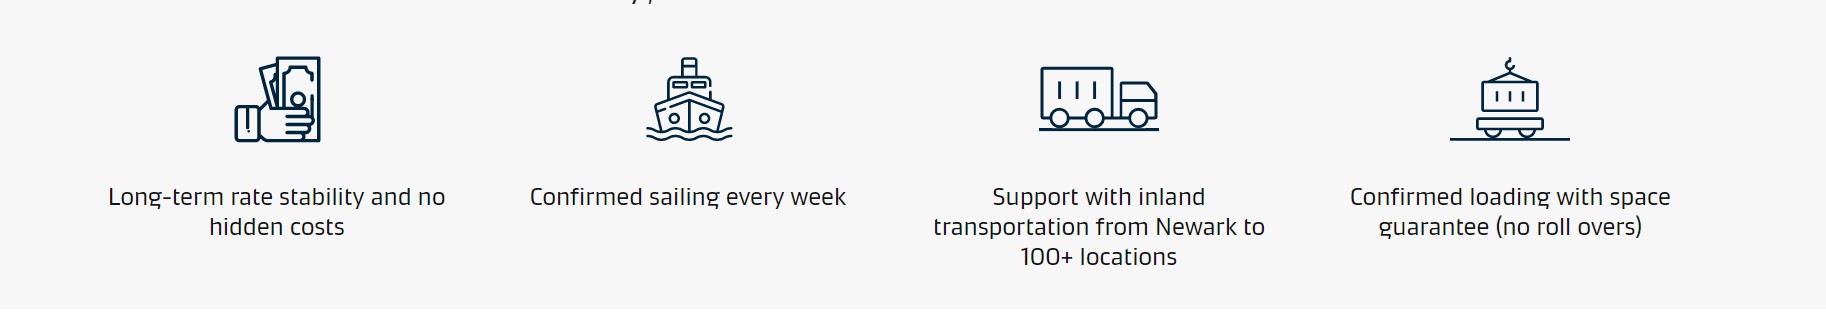 Long-term rate stability and no
hidden costs
Confirmed sailing every week
Support with inland
transportation from Newark to
100+ locations
Confirmed loading with space
guarantee (no roll overs)